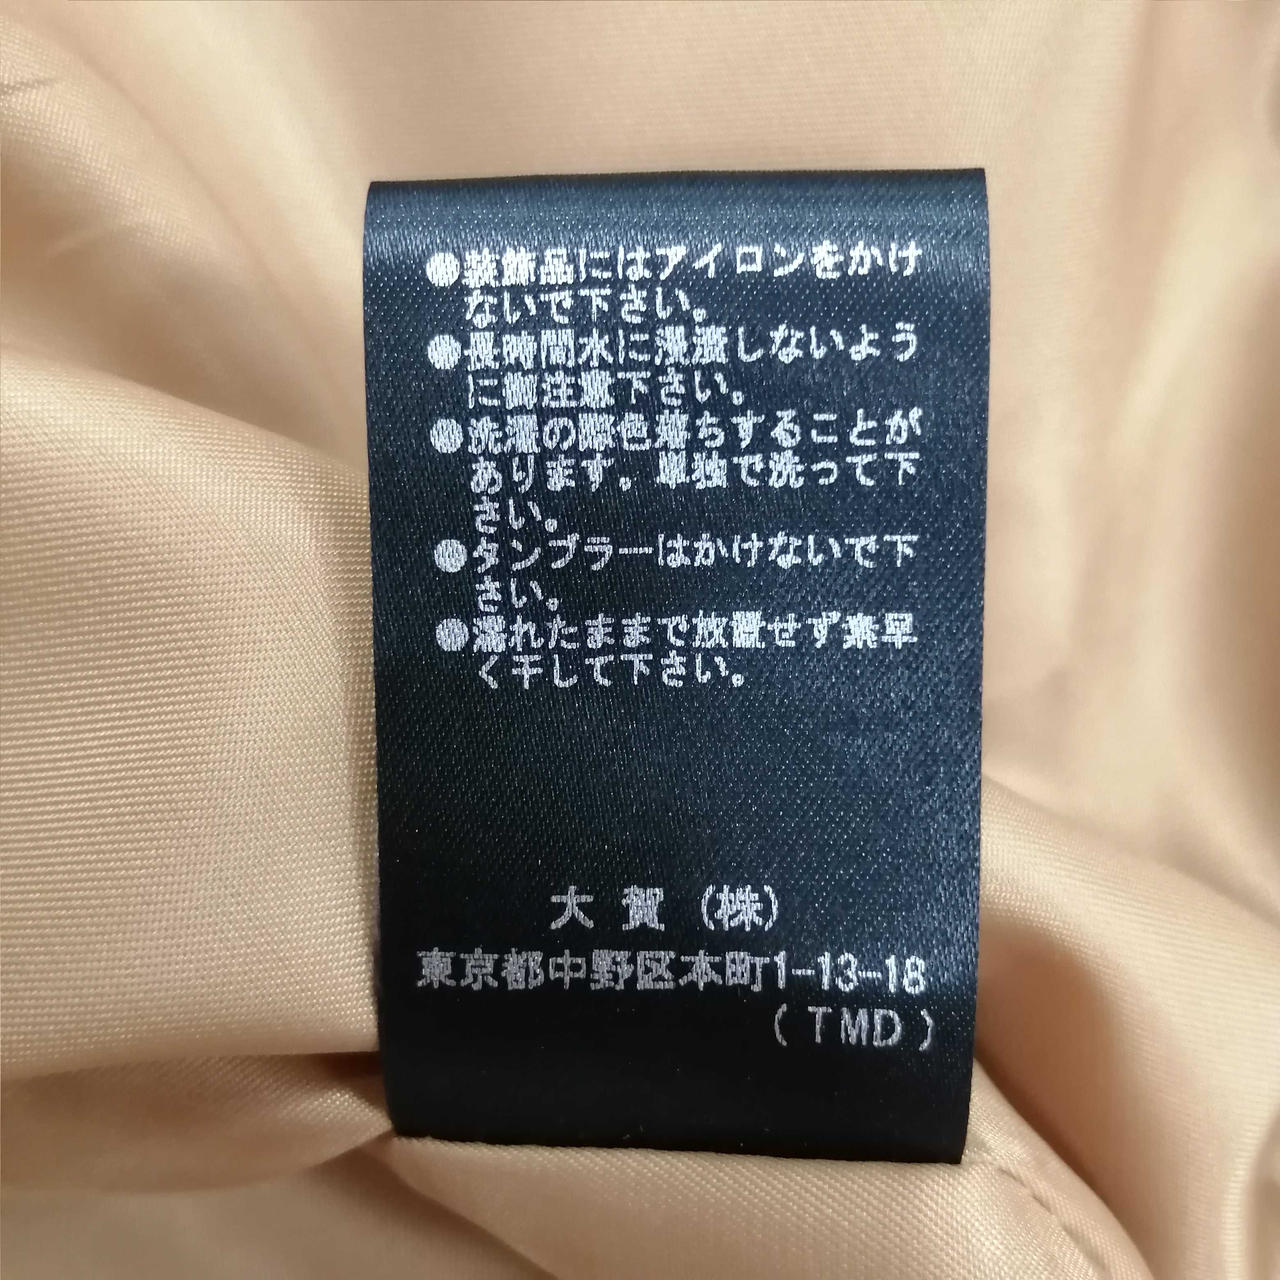 ●装飾品にはアイロンをかけ
ないで下さい。
●長時間水に浸漬しないよう
に御注意下さい。
●洗濯の際色落ちすることが
あります。単独で洗って下
さい。
●タンブラーはかけないで下
さい。
●濡れたままで放置せず素早
く干して下さい。
大賀(株)
東京都中野区本町1-13-18
(TMD)